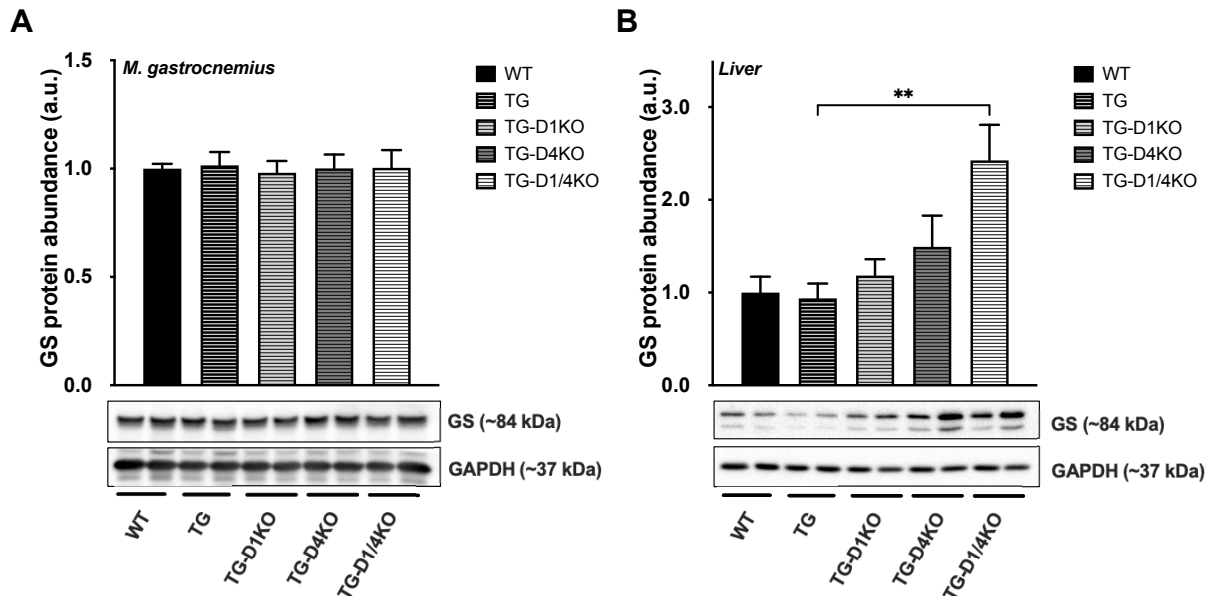 A
GS protein abundance (a.u.)
1.5
1.0
0.5
0.0
M. gastrocnemius
WT
TG
TG-D1KO
TG-D4KO
TG-D1/4KO
GS (~84 kDa)
GAPDH (~37 kDa)
WT
TG
TG-D1KO
TG-D4KO
TG-D1/4KO
B
GS protein abundance (a.u.)
3.0
2.0
1.0
0.0
Liver
**
WT
TG
TG-D1KO
TG-D4KO
TG-D1/4KO
GS (~84 kDa)
GAPDH (~37 kDa)
WT
TG
TG-D1KO
TG-D4KO
TG-D1/4KO